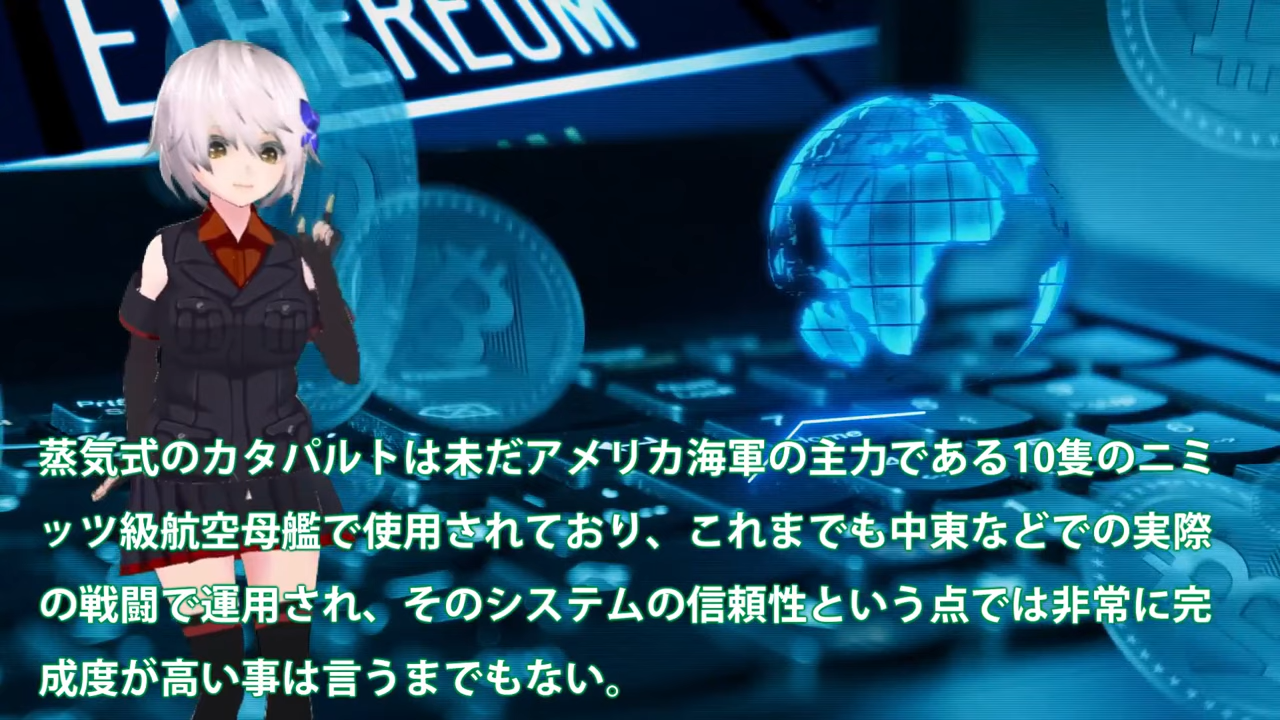 ETHEREUM
蒸気式のカタパルトは未だアメリカ海軍の主力である10隻のニミ
ッツ級航空母艦で使用されており、これまでも中東などでの実際
の戦闘で運用され、そのシステムの信頼性という点では非常に完
成度が高い事は言うまでもない。